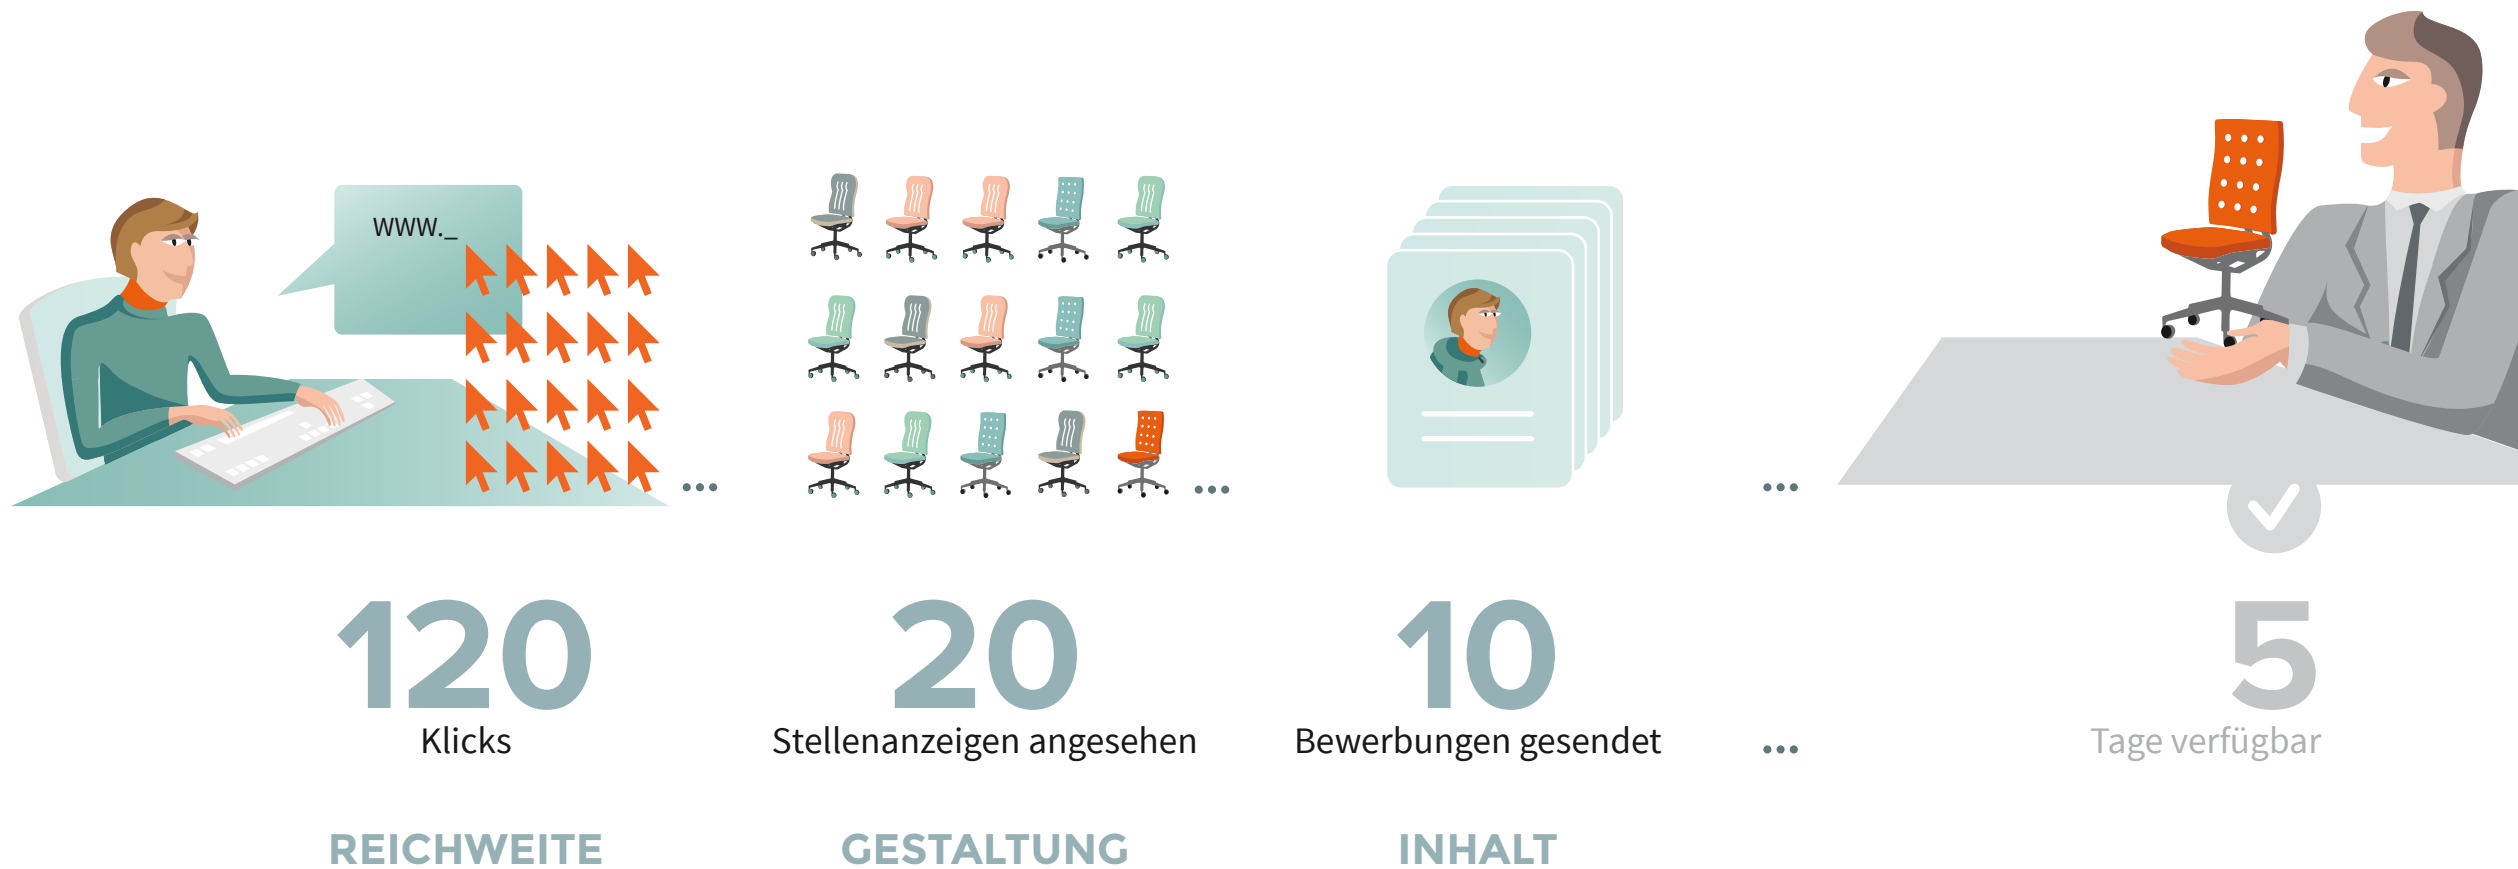 WWW._
120
Klicks
REICHWEITE
20
Stellenanzeigen angesehen
GESTALTUNG
10
Bewerbungen gesendet
INHALT
...
5
Tage verfügbar